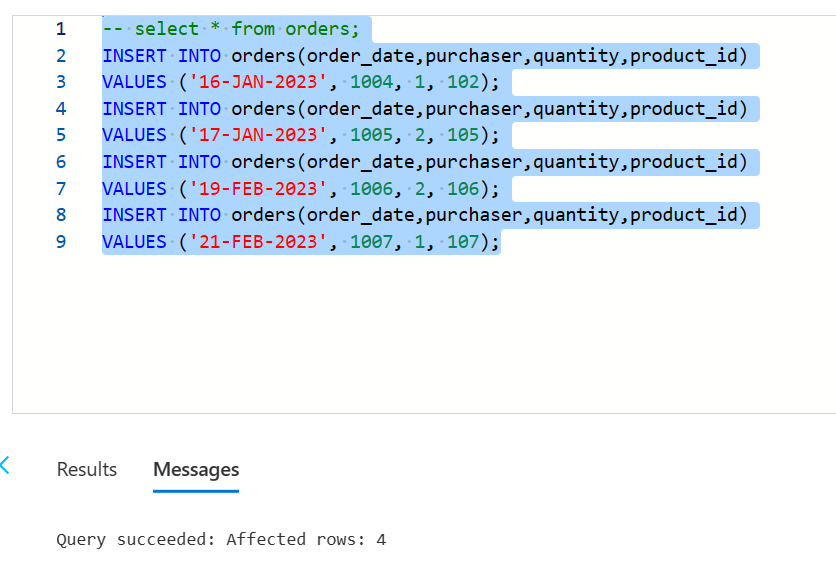 1 -- select * from orders;
2 INSERT INTO orders(order_date,purchaser,quantity,product_id)
3 VALUES ('16-JAN-2023', 1004, 1, 102);
4 INSERT INTO orders(order_date,purchaser,quantity,product_id)
5 VALUES ('17-JAN-2023', 1005, 2, 105);
6 INSERT INTO orders(order_date,purchaser,quantity,product_id)
7 VALUES ('19-FEB-2023', 1006, 2, 106);
8 INSERT INTO orders(order_date,purchaser,quantity,product_id)
9 VALUES ('21-FEB-2023', 1007, 1, 107);
Results Messages
Query succeeded: Affected rows: 4